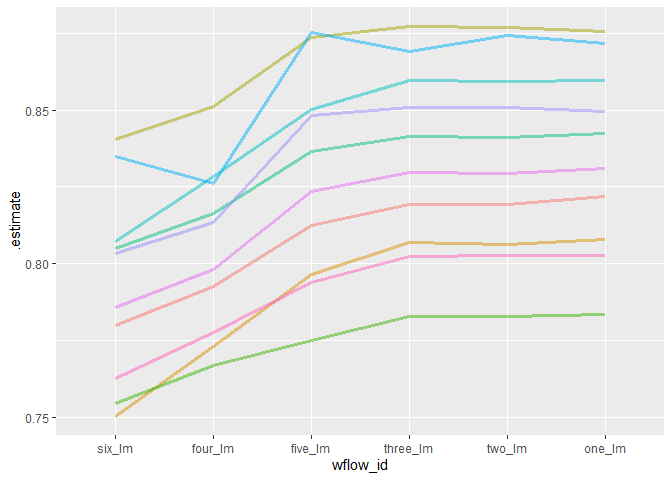 0.85
0.80
0.75
.estimate
six_lm
four_lm
five_lm
three_lm
two_lm
one_lm
wflow_id